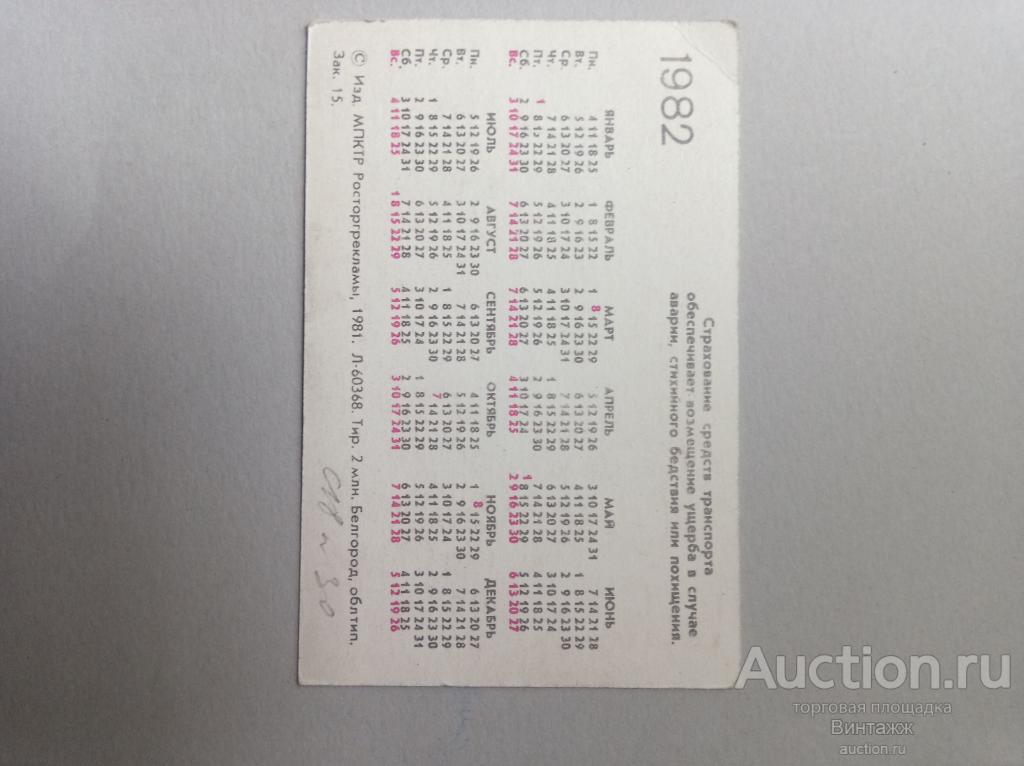 1982
Страхование средств транспорта
обеспечивает возмещение ущерба в случае
аварии, стихийного бедствия или похищения.
ЯНВАРЬ ФЕВРАЛЬ МАРТ АПРЕЛЬ МАЙ ИЮНЬ
Пн. 4 11 18 25 1 8 15 22 1 8 15 22 29 5 12 19 26 3 10 17 24 31 7 14 21 28
Вт. 5 12 19 26 2 9 16 23 2 9 16 23 30 6 13 20 27 4 11 18 25 1 8 15 22 29
Ср. 6 13 20 27 3 10 17 24 3 10 17 24 31 7 14 21 28 5 12 19 26 2 9 16 23 30
Чт. 7 14 21 28 4 11 18 25 4 11 18 25 1 8 15 22 29 6 13 20 27 3 10 17 24
Пт. 1 8 15 22 29 5 12 19 26 5 12 19 26 2 9 16 23 30 7 14 21 28 4 11 18 25
Сб. 2 9 16 23 30 6 13 20 27 6 13 20 27 3 10 17 24 1 8 15 22 29 5 12 19 26
Вс. 3 10 17 24 31 7 14 21 28 7 14 21 28 4 11 18 25 2 9 16 23 30 6 13 20 27
ИЮЛЬ АВГУСТ СЕНТЯБРЬ ОКТЯБРЬ НОЯБРЬ ДЕКАБРЬ
Пн. 5 12 19 26 2 9 16 23 30 6 13 20 27 4 11 18 25 1 8 15 22 29 6 13 20 27
Вт. 6 13 20 27 3 10 17 24 31 7 14 21 28 5 12 19 26 2 9 16 23 30 7 14 21 28
Ср. 7 14 21 28 4 11 18 25 1 8 15 22 29 6 13 20 27 3 10 17 24 1 8 15 22 29
Чт. 1 8 15 22 29 5 12 19 26 2 9 16 23 30 7 14 21 28 4 11 18 25 2 9 16 23 30
Пт. 2 9 16 23 30 6 13 20 27 3 10 17 24 1 8 15 22 29 5 12 19 26 3 10 17 24 31
Сб. 3 10 17 24 31 7 14 21 28 4 11 18 25 2 9 16 23 30 6 13 20 27 4 11 18 25
Вс. 4 11 18 25 1 8 15 22 29 5 12 19 26 3 10 17 24 31 7 14 21 28 5 12 19 26
© Изд. МПКТР Росторгрекламы, 1981. Л-60368. Тир. 2 млн. Белгород, облтип.
Зак. 15.
Auction.ru
торговая площадка
Винтажж
auction.ru